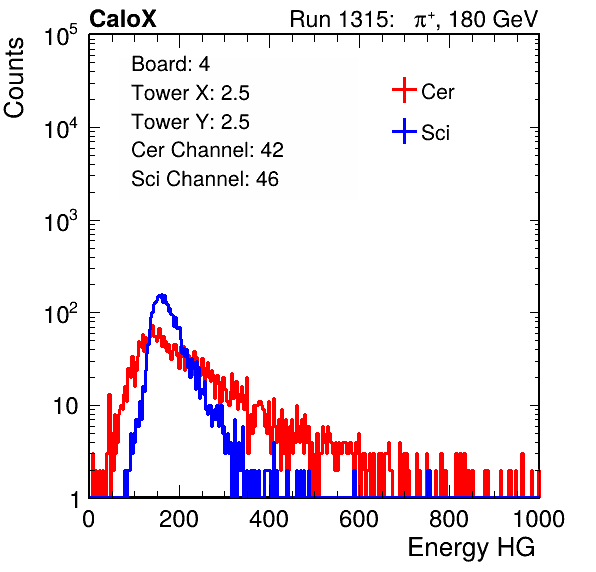 CaloX Run 1315: π⁺, 180 GeV
Board: 4
Tower X: 2.5
Tower Y: 2.5
Cer Channel: 42
Sci Channel: 46
Cer
Sci
Counts
10⁵
10⁴
10³
10²
10
1
0 200 400 600 800 1000
Energy HG